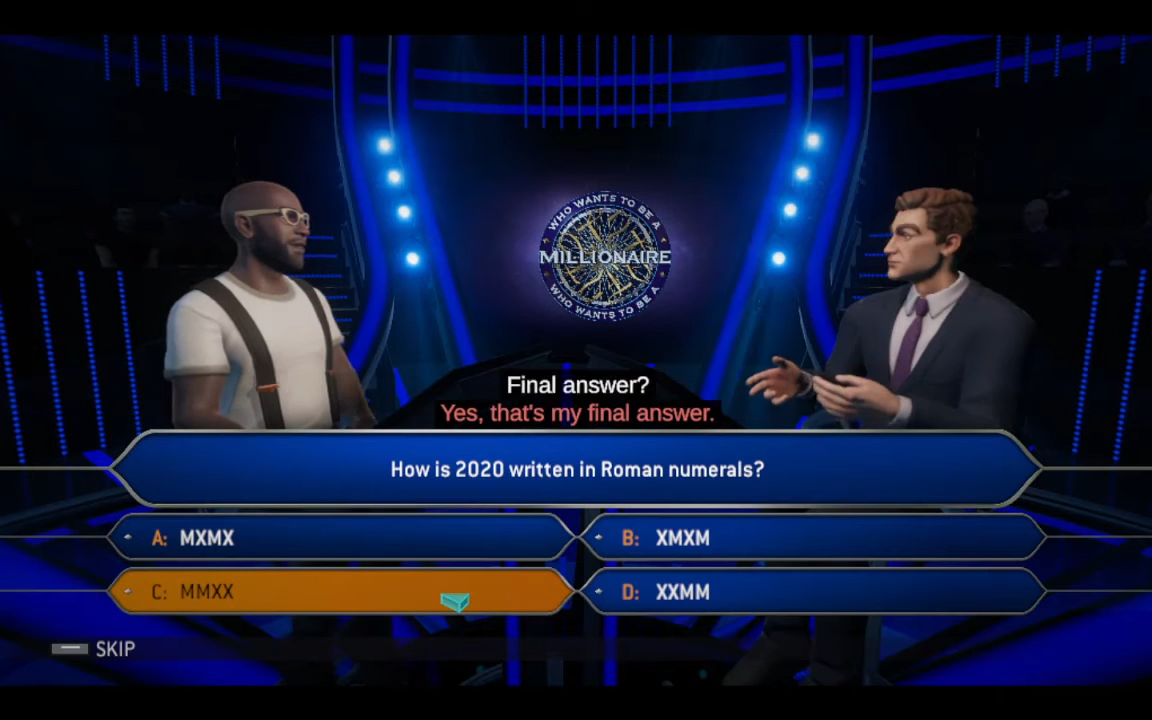 WHO WANTS TO BE A
MILLIONAIRE
WHO WANTS TO BE A
Final answer?
Yes, that's my final answer.
How is 2020 written in Roman numerals?
A: MXMX
B: XMXM
C: MMXX
D: XXMM
SKIP